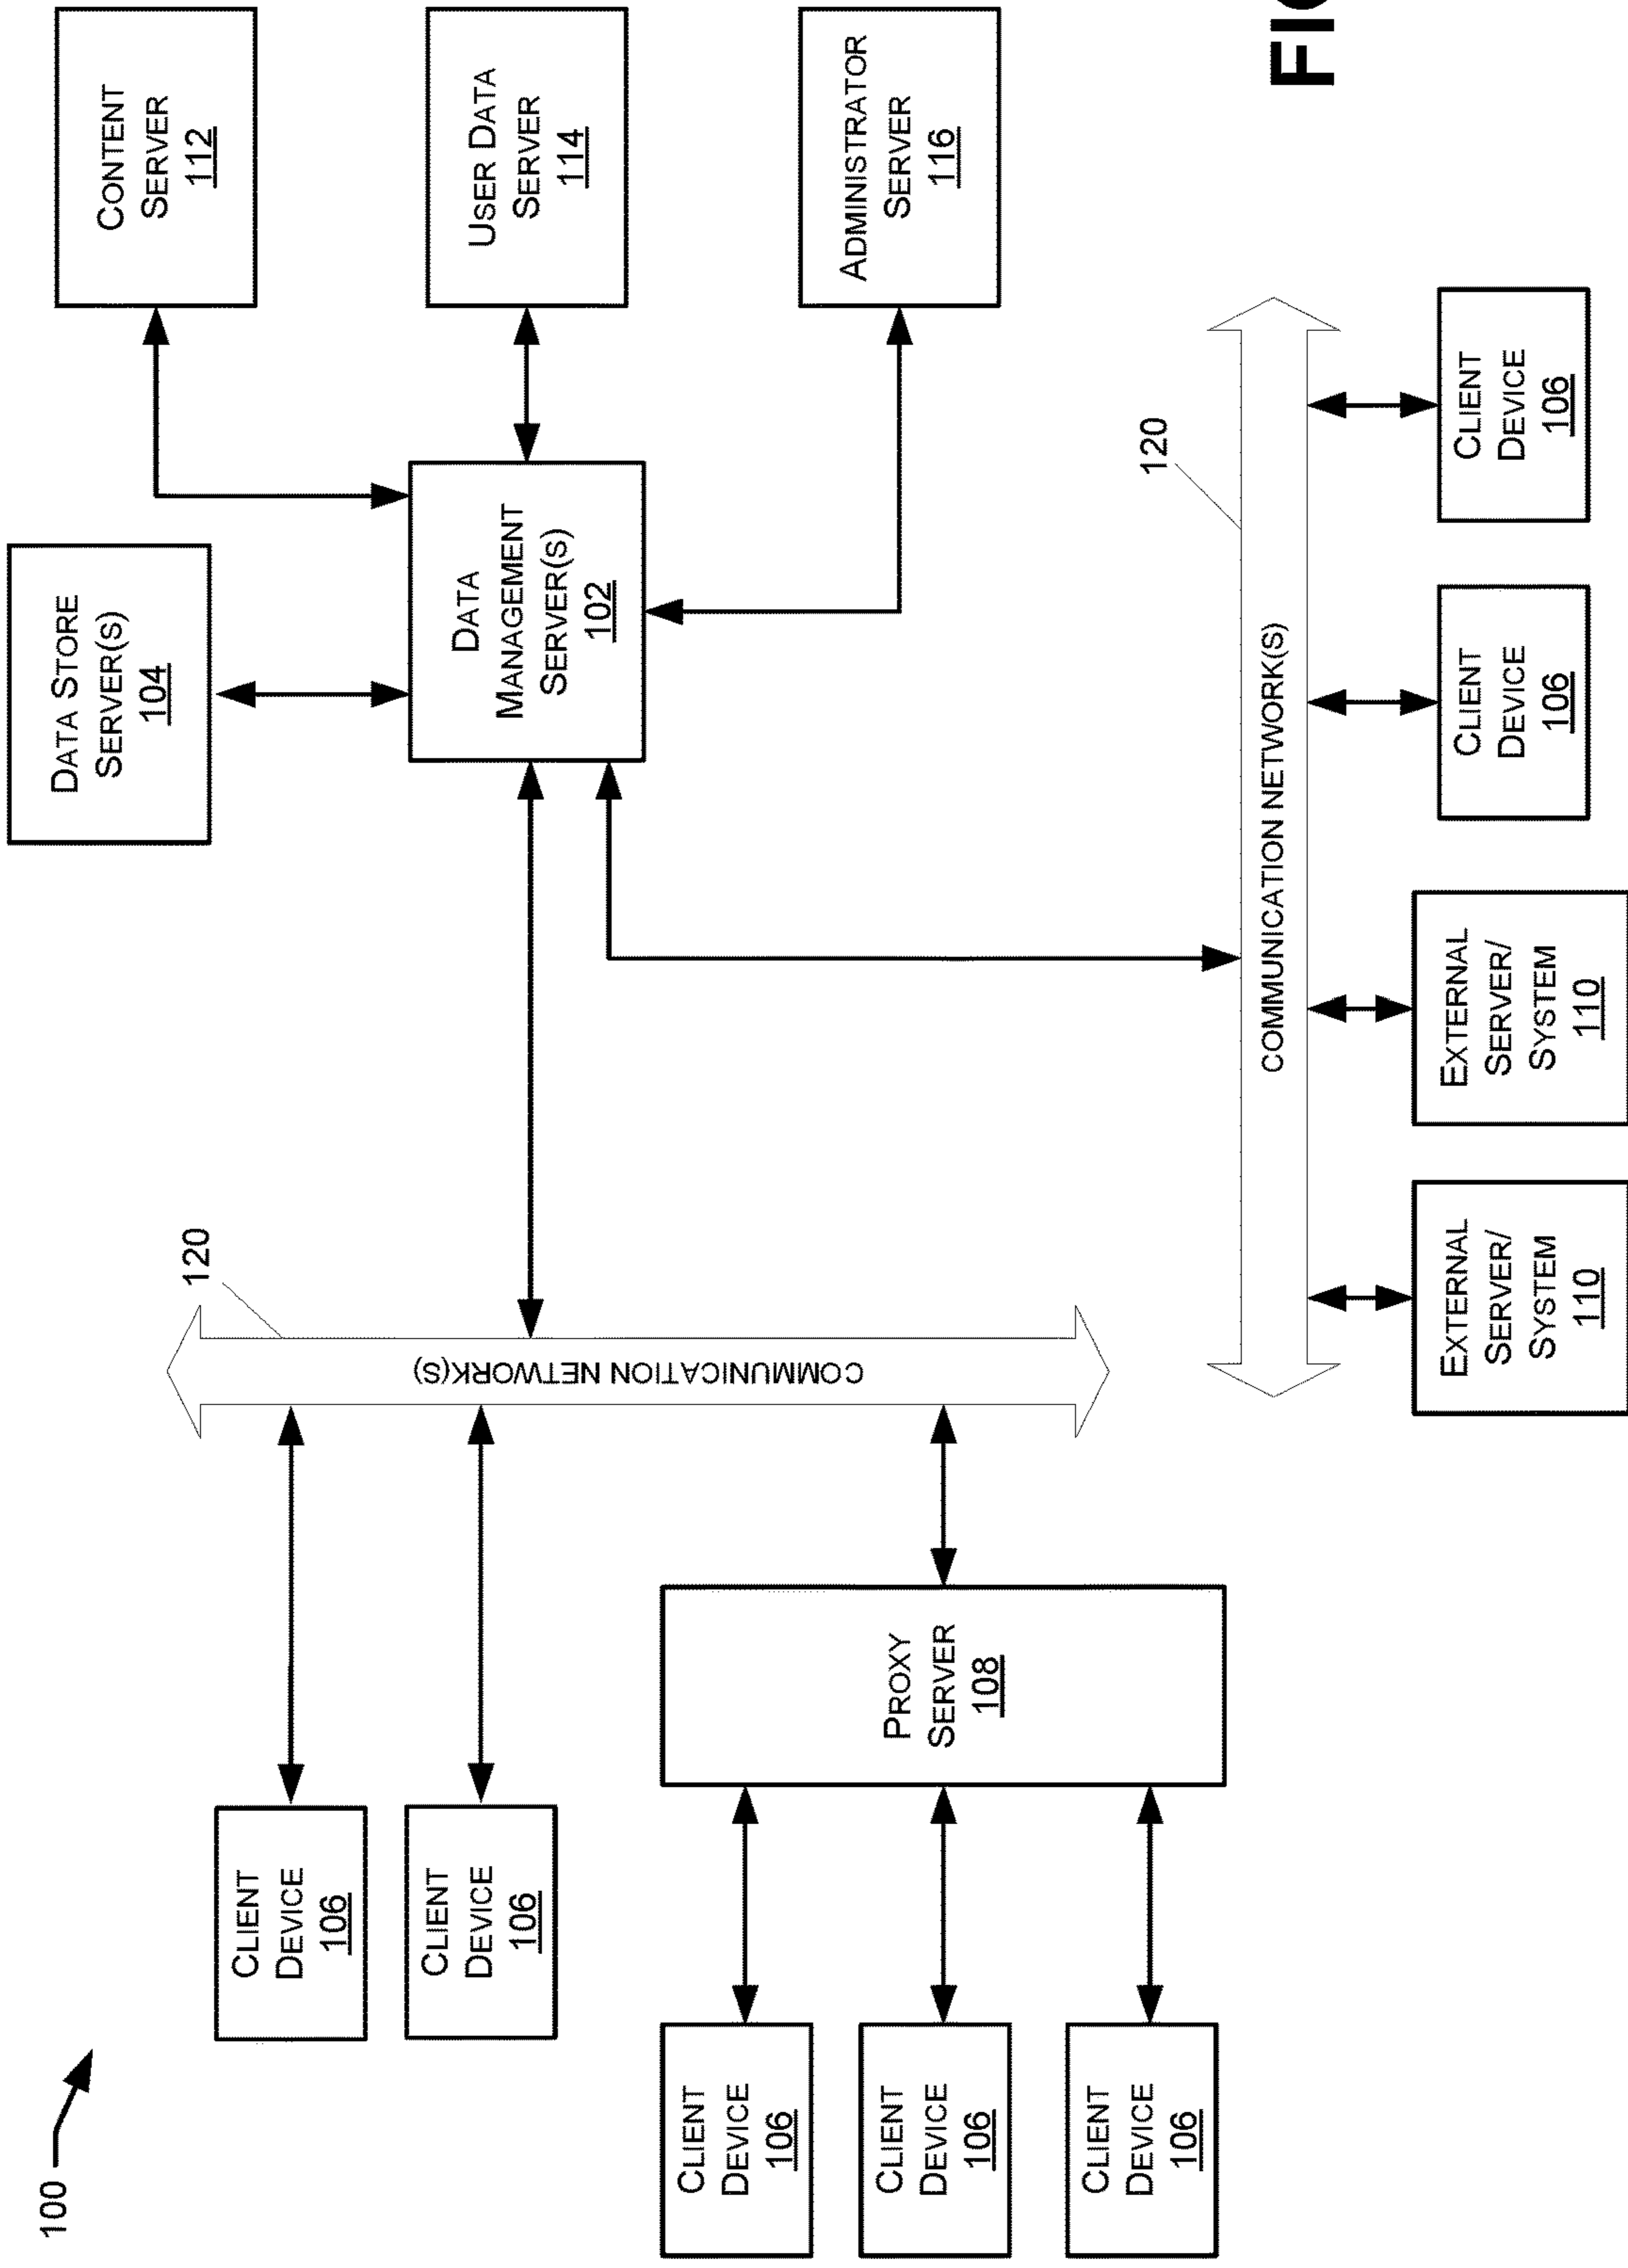 100
DATA STORE
SERVER(S)
104
CONTENT
SERVER
112
120
CLIENT
DEVICE
106
CLIENT
DEVICE
106
COMMUNICATION NETWORK(S)
DATA
MANAGEMENT
SERVER(S)
102
USER DATA
SERVER
114
CLIENT
DEVICE
106
CLIENT
DEVICE
106
CLIENT
DEVICE
106
PROXY
SERVER
108
ADMINISTRATOR
SERVER
116
120
COMMUNICATION NETWORK(S)
EXTERNAL
SERVER/
SYSTEM
110
EXTERNAL
SERVER/
SYSTEM
110
CLIENT
DEVICE
106
CLIENT
DEVICE
106
FIG